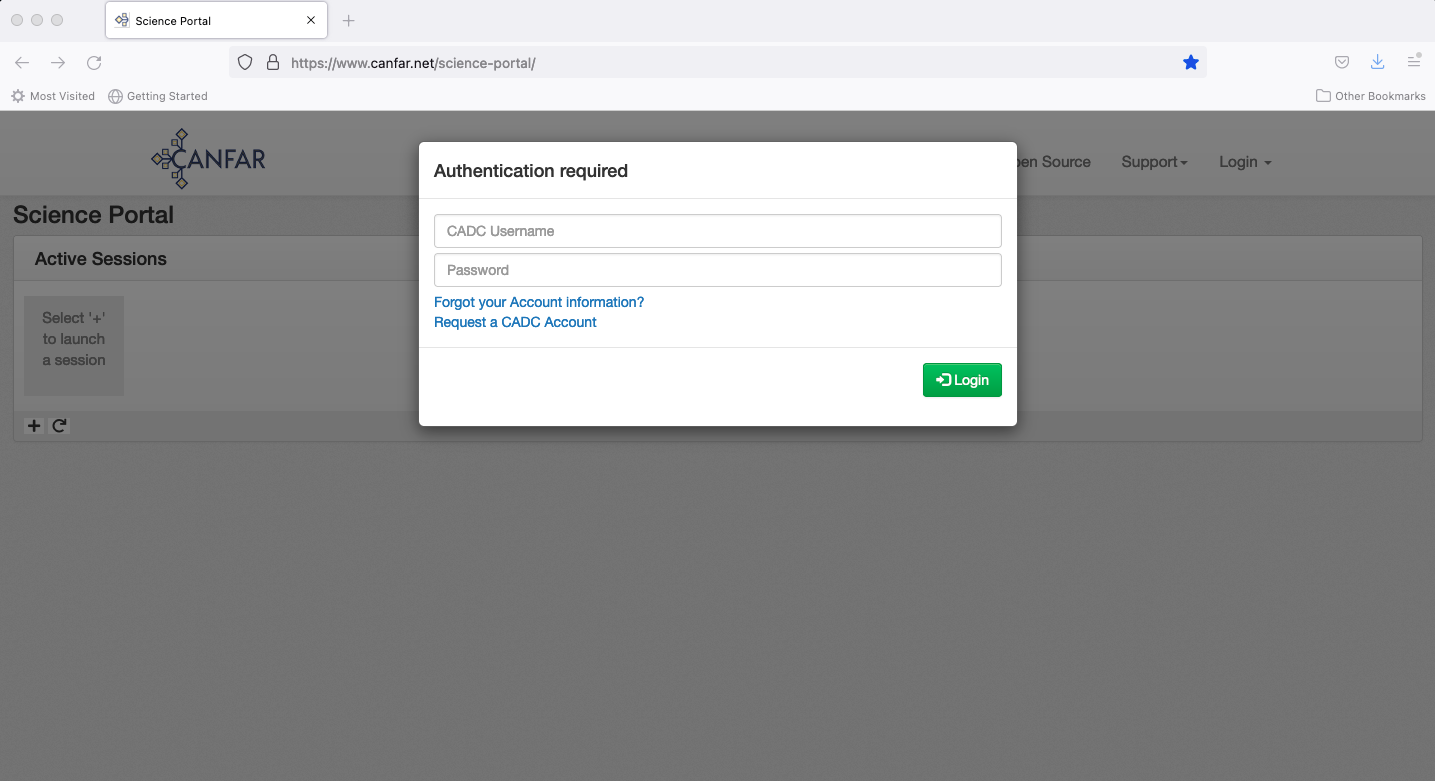 Science Portal
https://www.canfar.net/science-portal/
Most Visited
Getting Started
Other Bookmarks
CANFAR
pen Source
Support
Login
Science Portal
Active Sessions
Select '+'
to launch
a session
Authentication required
CADC Username
Password
Forgot your Account information?
Request a CADC Account
Login